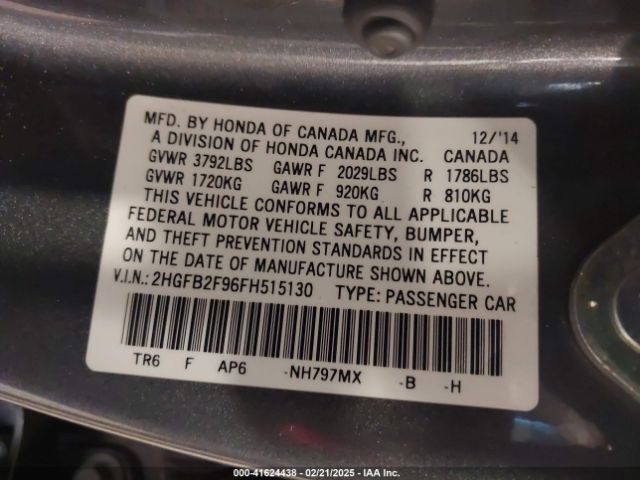 MFD. BY HONDA OF CANADA MFG., 12/'14
A DIVISION OF HONDA CANADA INC. CANADA
GVWR 3792LBS GAWR F 2029LBS R 1786LBS
GVWR 1720KG GAWR F 920KG R 810KG
THIS VEHICLE CONFORMS TO ALL APPLICABLE
FEDERAL MOTOR VEHICLE SAFETY, BUMPER,
AND THEFT PREVENTION STANDARDS IN EFFECT
ON THE DATE OF MANUFACTURE SHOWN ABOVE.
V.I.N.: 2HGFB2F96FH515130 TYPE: PASSENGER CAR
TR6 F AP6 -NH797MX -B -H
000-41624438 - 02/21/2025 - IAA Inc.